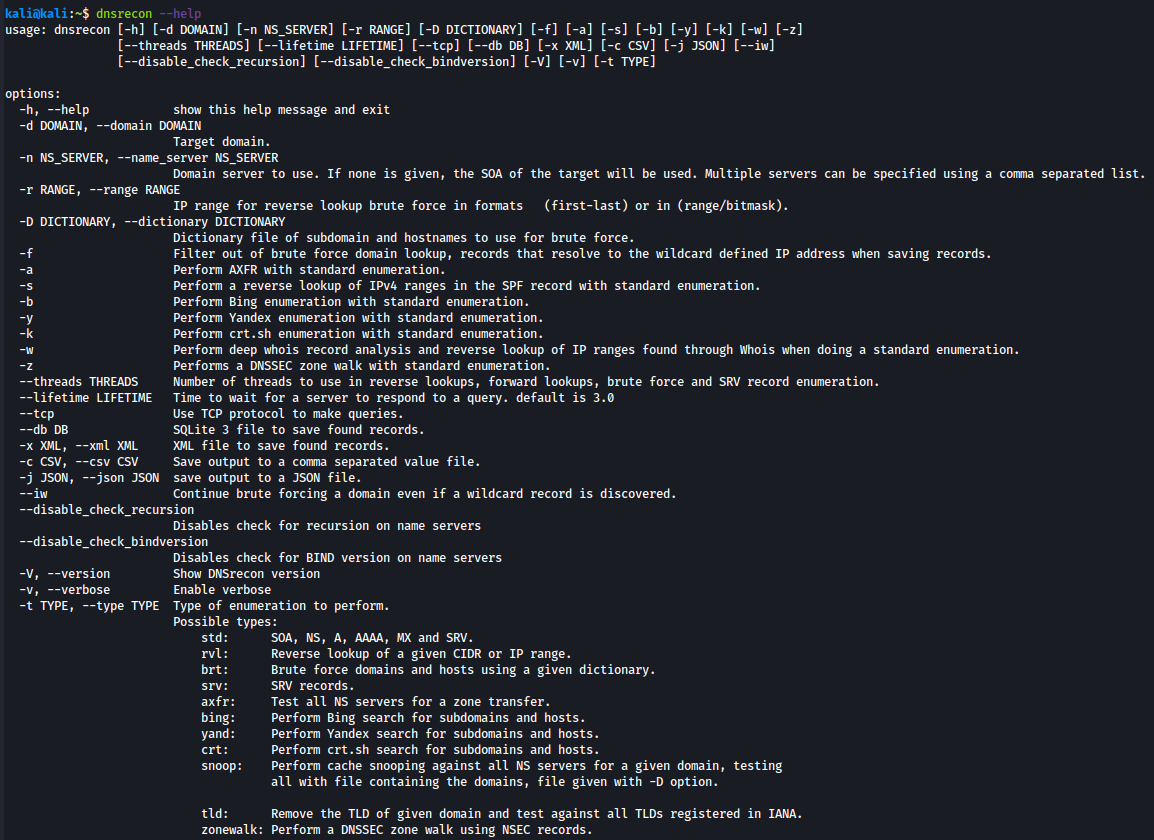 kali@kali:~$ dnsrecon --help
usage: dnsrecon [-h] [-d DOMAIN] [-n NS_SERVER] [-r RANGE] [-D DICTIONARY] [-f] [-a] [-s] [-b] [-y] [-k] [-w] [-z]
                [--threads THREADS] [--lifetime LIFETIME] [--tcp] [--db DB] [-x XML] [-c CSV] [-j JSON] [--iw]
                [--disable_check_recursion] [--disable_check_bindversion] [-V] [-v] [-t TYPE]

options:
  -h, --help            show this help message and exit
  -d DOMAIN, --domain DOMAIN
                        Target domain.
  -n NS_SERVER, --name_server NS_SERVER
                        Domain server to use. If none is given, the SOA of the target will be used. Multiple servers can be specified using a comma separated list.
  -r RANGE, --range RANGE
                        IP range for reverse lookup brute force in formats   (first-last) or in (range/bitmask).
  -D DICTIONARY, --dictionary DICTIONARY
                        Dictionary file of subdomain and hostnames to use for brute force.
  -f                    Filter out of brute force domain lookup, records that resolve to the wildcard defined IP address when saving records.
  -a                    Perform AXFR with standard enumeration.
  -s                    Perform a reverse lookup of IPv4 ranges in the SPF record with standard enumeration.
  -b                    Perform Bing enumeration with standard enumeration.
  -y                    Perform Yandex enumeration with standard enumeration.
  -k                    Perform crt.sh enumeration with standard enumeration.
  -w                    Perform deep whois record analysis and reverse lookup of IP ranges found through Whois when doing a standard enumeration.
  -z                    Performs a DNSSEC zone walk with standard enumeration.
  --threads THREADS     Number of threads to use in reverse lookups, forward lookups, brute force and SRV record enumeration.
  --lifetime LIFETIME   Time to wait for a server to respond to a query. default is 3.0
  --tcp                 Use TCP protocol to make queries.
  --db DB               SQLite 3 file to save found records.
  -x XML, --xml XML     XML file to save found records.
  -c CSV, --csv CSV     Save output to a comma separated value file.
  -j JSON, --json JSON  save output to a JSON file.
  --iw                  Continue brute forcing a domain even if a wildcard record is discovered.
  --disable_check_recursion
                        Disables check for recursion on name servers
  --disable_check_bindversion
                        Disables check for BIND version on name servers
  -V, --version         Show DNSrecon version
  -v, --verbose         Enable verbose
  -t TYPE, --type TYPE  Type of enumeration to perform.
                        Possible types:
                            std:      SOA, NS, A, AAAA, MX and SRV.
                            rvl:      Reverse lookup of a given CIDR or IP range.
                            brt:      Brute force domains and hosts using a given dictionary.
                            srv:      SRV records.
                            axfr:     Test all NS servers for a zone transfer.
                            bing:     Perform Bing search for subdomains and hosts.
                            yand:     Perform Yandex search for subdomains and hosts.
                            crt:      Perform crt.sh search for subdomains and hosts.
                            snoop:    Perform cache snooping against all NS servers for a given domain, testing
                                      all with file containing the domains, file given with -D option.

                            tld:      Remove the TLD of given domain and test against all TLDs registered in IANA.
                            zonewalk: Perform a DNSSEC zone walk using NSEC records.